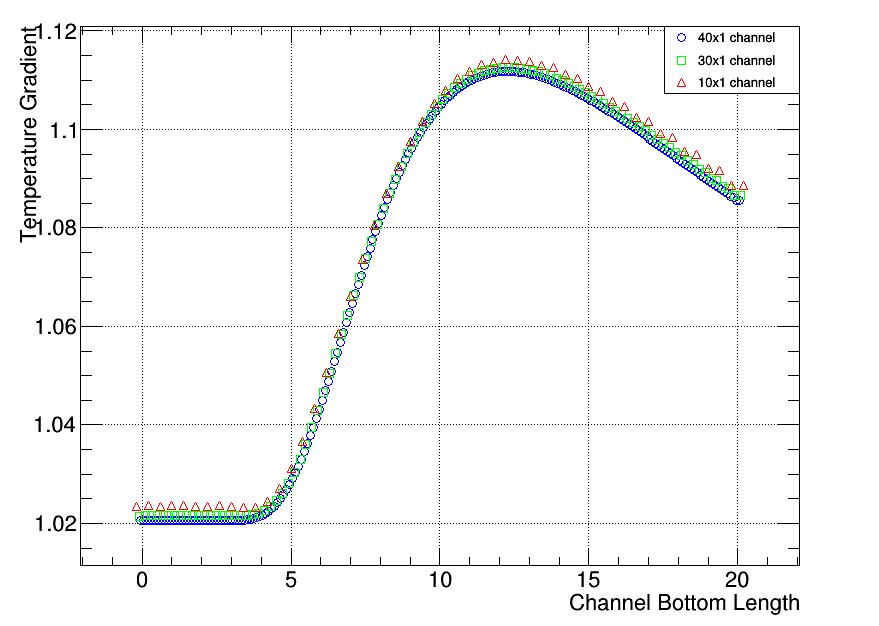 Temperature Gradient
1.12
1.1
1.08
1.06
1.04
1.02
40x1 channel
30x1 channel
10x1 channel
0 5 10 15 20
Channel Bottom Length